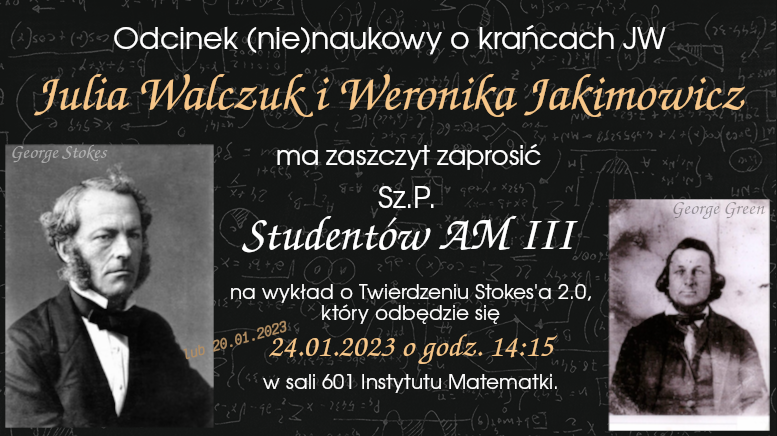 Odcinek (nie)naukowy o krańcach JW
Julia Walczuk i Weronika Jakimowicz
George Stokes
ma zaszczyt zaprosić
Sz.P.
George Green
Studentów AM III
na wykład o Twierdzeniu Stokes'a 2.0,
który odbędzie się
lub 20.01.2023
24.01.2023 o godz. 14:15
w sali 601 Instytutu Matematki.